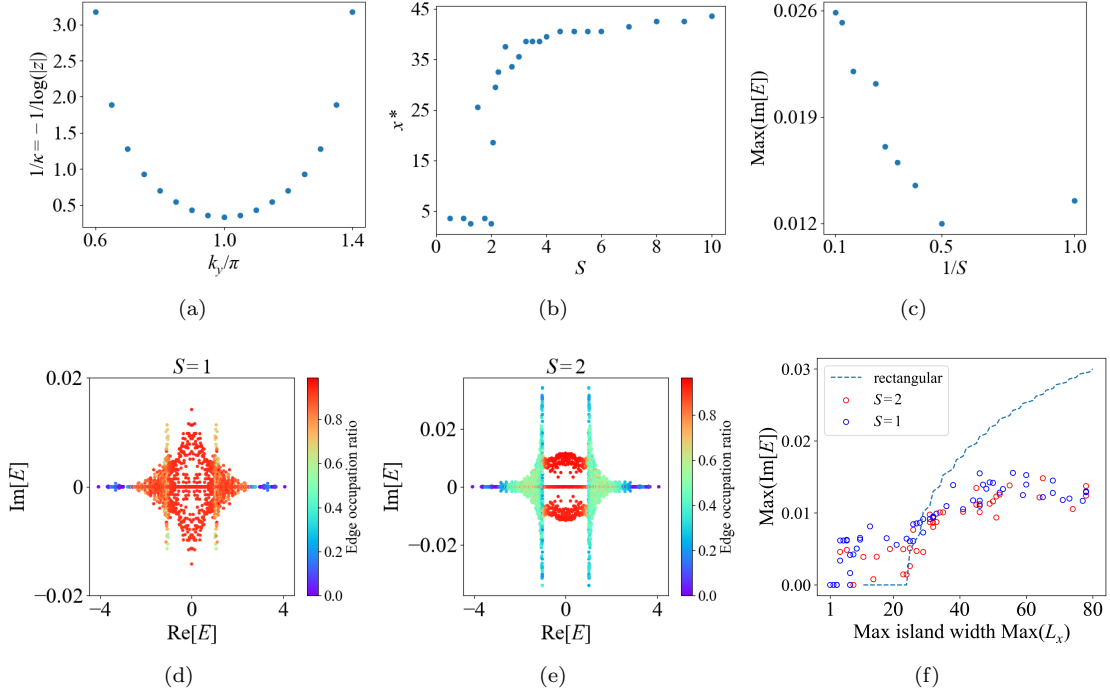 3.0
2.5
2.0
1.5
1.0
0.5
0.6
1.0
1.4
1/κ = −1/log(|z|)
k_y/π
(a)
45
35
25
15
5
0
2
4
6
8
10
x*
S
(b)
0.026
0.019
0.012
0.1
0.5
1.0
Max(Im[E])
1/S
(c)
S = 1
0.02
0
−0.02
−4
0
4
Im[E]
Re[E]
0.8
0.6
0.4
0.2
0.0
Edge occupation ratio
(d)
S = 2
0.02
0
−0.02
−4
0
4
Im[E]
Re[E]
0.8
0.6
0.4
0.2
0.0
Edge occupation ratio
(e)
rectangular
S = 2
S = 1
0.03
0.02
0.01
0.00
1
20
40
60
80
Max(Im[E])
Max island width Max(L_x)
(f)